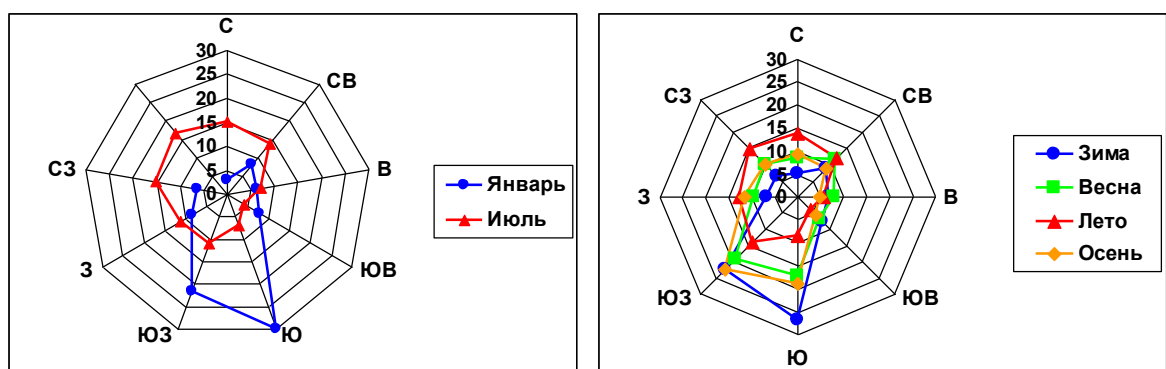 С
30
25
20
15
10
5
0
СВ
В
ЮВ
Ю
ЮЗ
З
СЗ
Январь
Июль
С
30
25
20
15
10
5
0
СВ
В
ЮВ
Ю
ЮЗ
З
СЗ
Зима
Весна
Лето
Осень